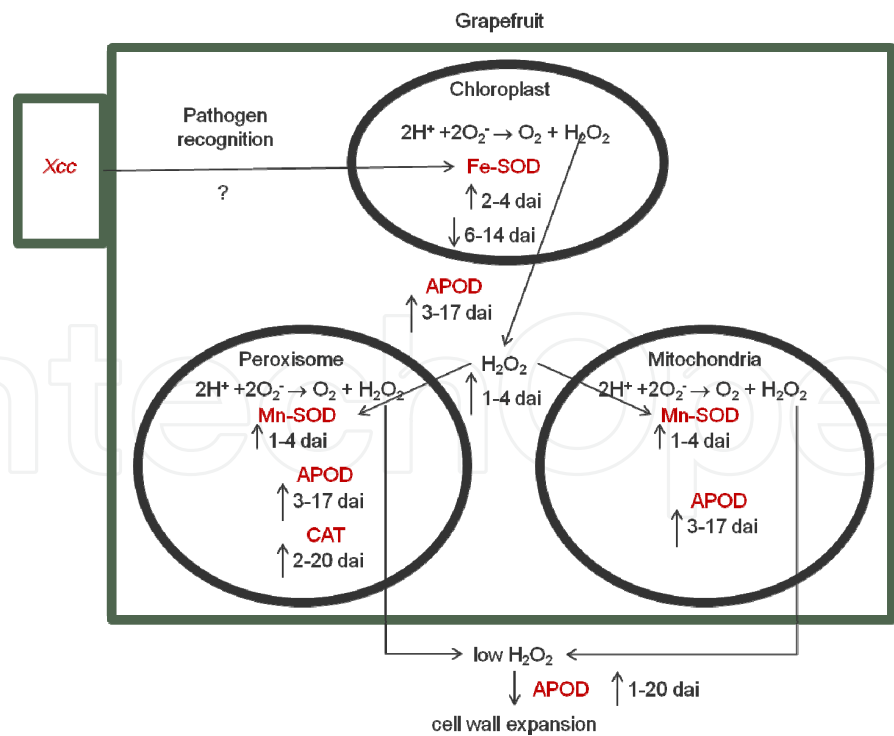 Grapefruit
Chloroplast
Pathogen
recognition
2H⁺ +2O₂⁻ → O₂ + H₂O₂
Xcc
Fe-SOD
?
↑ 2-4 dai
↓ 6-14 dai
APOD
↑ 3-17 dai
H₂O₂
↑ 1-4 dai
Peroxisome
2H⁺ +2O₂⁻ → O₂ + H₂O₂
Mn-SOD
↑ 1-4 dai
APOD
↑ 3-17 dai
CAT
↑ 2-20 dai
Mitochondria
2H⁺ +2O₂⁻ → O₂ + H₂O₂
Mn-SOD
↑ 1-4 dai
APOD
↑ 3-17 dai
low H₂O₂
↓ APOD ↑ 1-20 dai
cell wall expansion